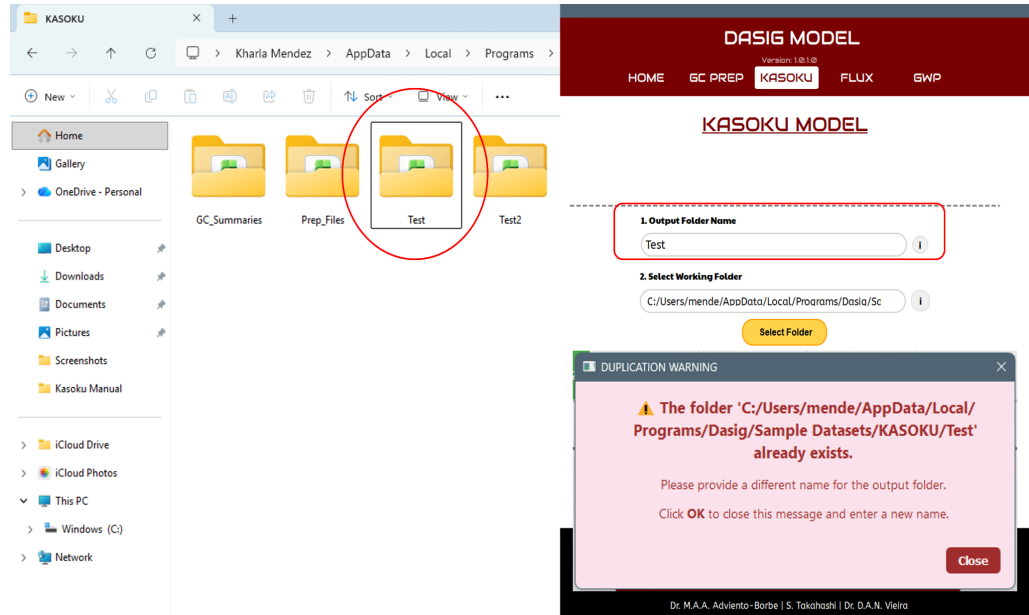 KASOKU
Kharla Mendez > AppData > Local > Programs >
New
Sort
View
Home
Gallery
OneDrive - Personal
Desktop
Downloads
Documents
Pictures
Screenshots
Kasoku Manual
iCloud Drive
iCloud Photos
This PC
Windows (C:)
Network
GC_Summaries
Prep_Files
Test
Test2
DASIG MODEL
Version: 1.0.1.0
HOME GC PREP KASOKU FLUX GWP
KASOKU MODEL
1. Output Folder Name
Test
i
2. Select Working Folder
C:/Users/mende/AppData/Local/Programs/Dasig/Sa
i
Select Folder
DUPLICATION WARNING
The folder 'C:/Users/mende/AppData/Local/
Programs/Dasig/Sample Datasets/KASOKU/Test'
already exists.
Please provide a different name for the output folder.
Click OK to close this message and enter a new name.
Close
Dr. M.A.A. Adviento-Borbe | S. Takahashi | Dr. D.A.N. Vieira